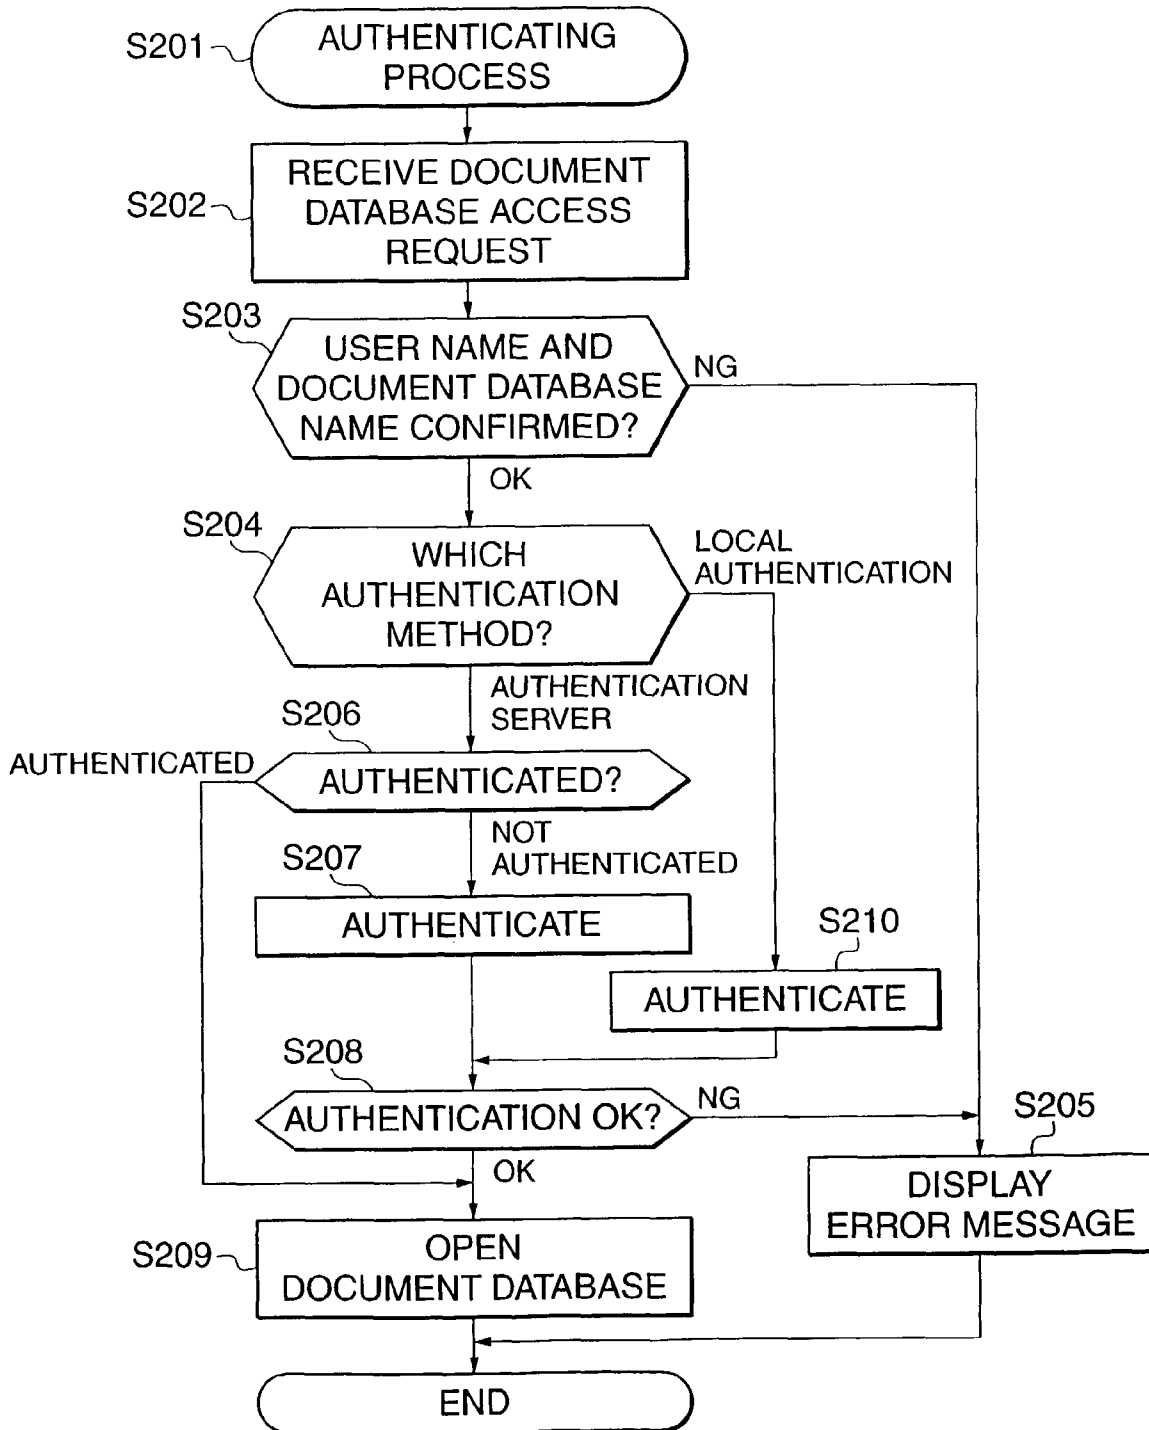 S201
AUTHENTICATING
PROCESS
S202
RECEIVE DOCUMENT
DATABASE ACCESS
REQUEST
S203
USER NAME AND
DOCUMENT DATABASE
NAME CONFIRMED?
NG
OK
S204
WHICH
AUTHENTICATION
METHOD?
LOCAL
AUTHENTICATION
AUTHENTICATION
SERVER
S206
AUTHENTICATED
AUTHENTICATED?
NOT
AUTHENTICATED
S207
AUTHENTICATE
S210
AUTHENTICATE
S208
AUTHENTICATION OK?
NG
OK
S205
DISPLAY
ERROR MESSAGE
S209
OPEN
DOCUMENT DATABASE
END